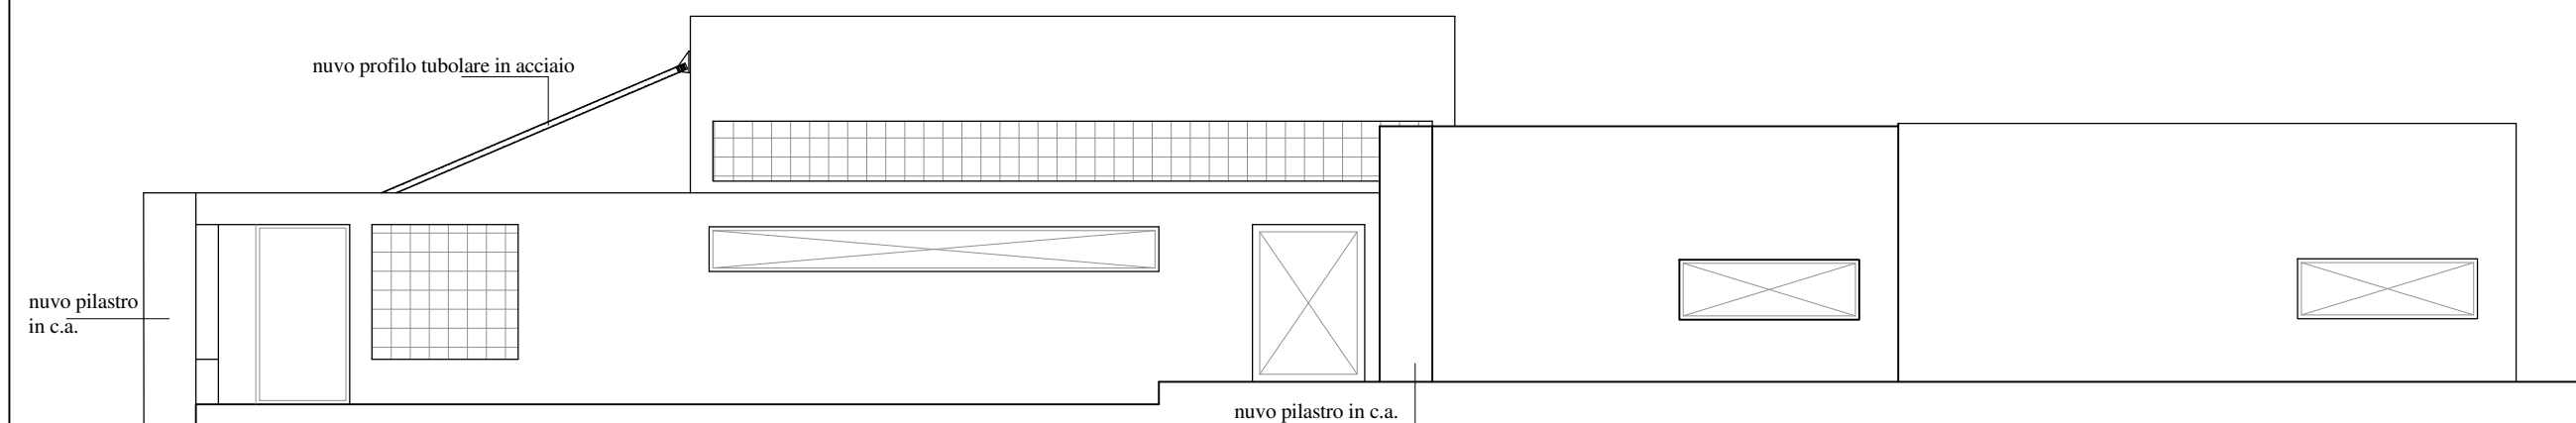 nuvo profilo tubolare in acciaio
nuvo pilastro
in c.a.
nuvo pilastro in c.a.